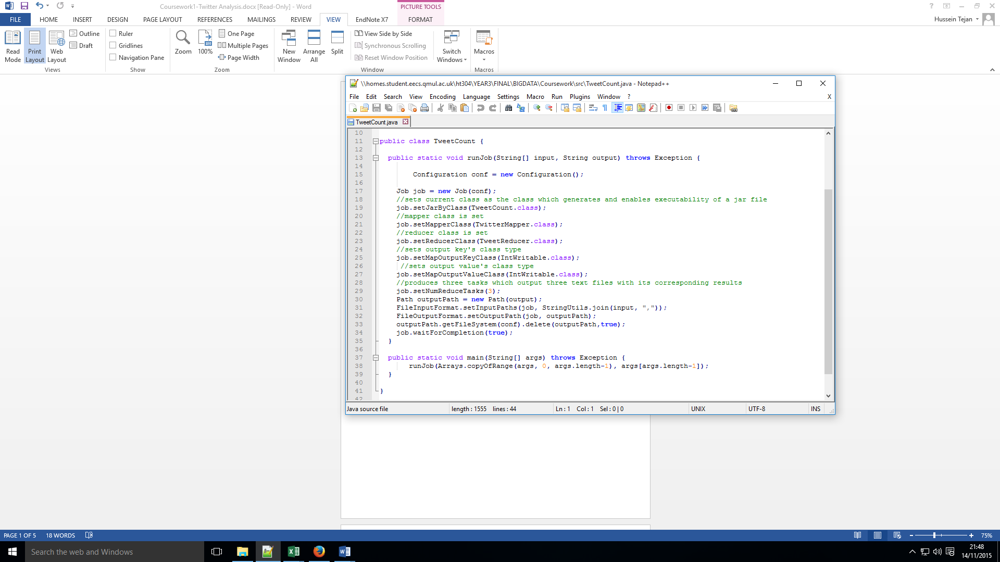 Coursework1-Twitter Analysis.docx [Read-Only] - Word
PICTURE TOOLS
FILE HOME INSERT DESIGN PAGE LAYOUT REFERENCES MAILINGS REVIEW VIEW EndNote X7 FORMAT
Hussein Tejan
Read Mode
Print Layout
Web Layout
Outline
Draft
Views
Ruler
Gridlines
Navigation Pane
Show
Zoom
100%
One Page
Multiple Pages
Page Width
Zoom
New Window
Arrange All
Split
View Side by Side
Synchronous Scrolling
Reset Window Position
Window
Switch Windows
Macros
Macros
\\homes.student.eecs.qmul.ac.uk\ht304\YEAR3\FINAL\BIGDATA\Coursework\src\TweetCount.java - Notepad++
File Edit Search View Encoding Language Settings Macro Run Plugins Window ? X
TweetCount.java
10
11 public class TweetCount {
12
13 public static void runJob(String[] input, String output) throws Exception {
14
15 Configuration conf = new Configuration();
16
17 Job job = new Job(conf);
18 //sets current class as the class which generates and enables executability of a jar file
19 job.setJarByClass(TweetCount.class);
20 //mapper class is set
21 job.setMapperClass(TwitterMapper.class);
22 //reducer class is set
23 job.setReducerClass(TweetReducer.class);
24 //sets output key's class type
25 job.setMapOutputKeyClass(IntWritable.class);
26 //sets output value's class type
27 job.setMapOutputValueClass(IntWritable.class);
28 //produces three tasks which output three text files with its corresponding results
29 job.setNumReduceTasks(3);
30 Path outputPath = new Path(output);
31 FileInputFormat.setInputPaths(job, StringUtils.join(input, ","));
32 FileOutputFormat.setOutputPath(job, outputPath);
33 outputPath.getFileSystem(conf).delete(outputPath,true);
34 job.waitForCompletion(true);
35 }
36
37 public static void main(String[] args) throws Exception {
38 runJob(Arrays.copyOfRange(args, 0, args.length-1), args[args.length-1]);
39 }
40
41 }
42
Java source file length : 1555 lines : 44 Ln : 1 Col : 1 Sel : 0 | 0 UNIX UTF-8 INS
PAGE 1 OF 5 18 WORDS 75%
Search the web and Windows
21:48
14/11/2015